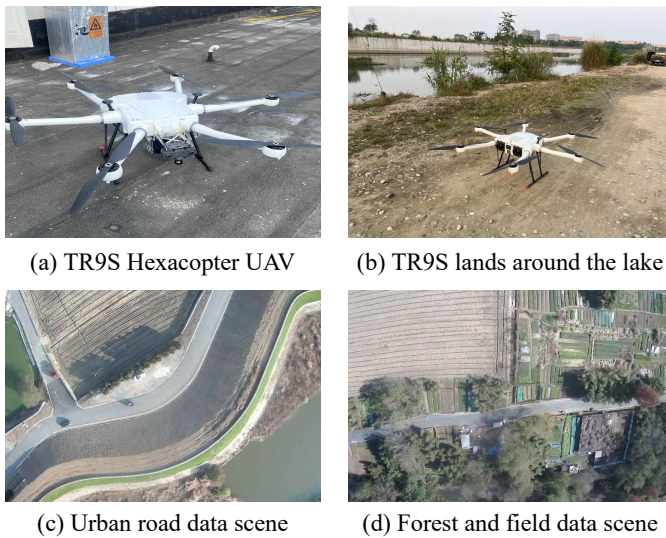 (a) TR9S Hexacopter UAV
(b) TR9S lands around the lake
(c) Urban road data scene
(d) Forest and field data scene